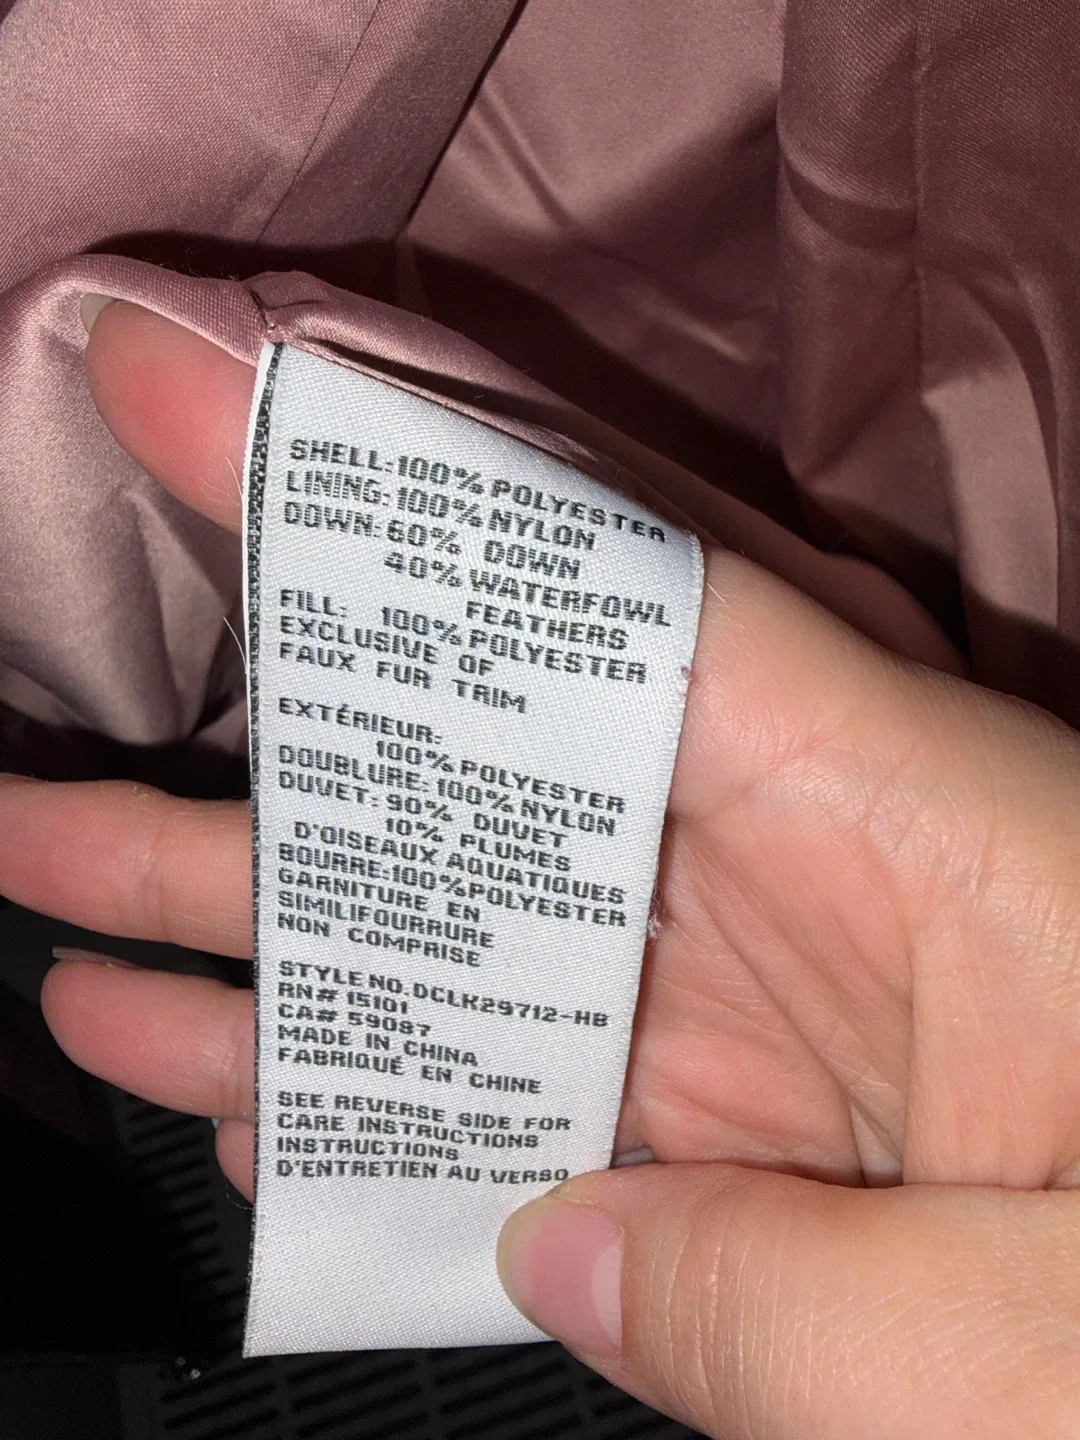 SHELL:100% POLYESTER
LINING:100% NYLON
DOWN:60% DOWN
40% WATERFOWL
FEATHERS
FILL: 100% POLYESTER
EXCLUSIVE OF
FAUX FUR TRIM
EXTÉRIEUR:
100% POLYESTER
DOUBLURE:100% NYLON
DUVET: 90% DUVET
10% PLUMES
D'OISEAUX AQUATIQUES
BOURRE:100% POLYESTER
GARNITURE EN
SIMILIFOURRURE
NON COMPRISE
STYLE NO.DCLK29712-HB
RN# 15101
CA# 59087
MADE IN CHINA
FABRIQUÉ EN CHINE
SEE REVERSE SIDE FOR
CARE INSTRUCTIONS
INSTRUCTIONS
D'ENTRETIEN AU VERSO